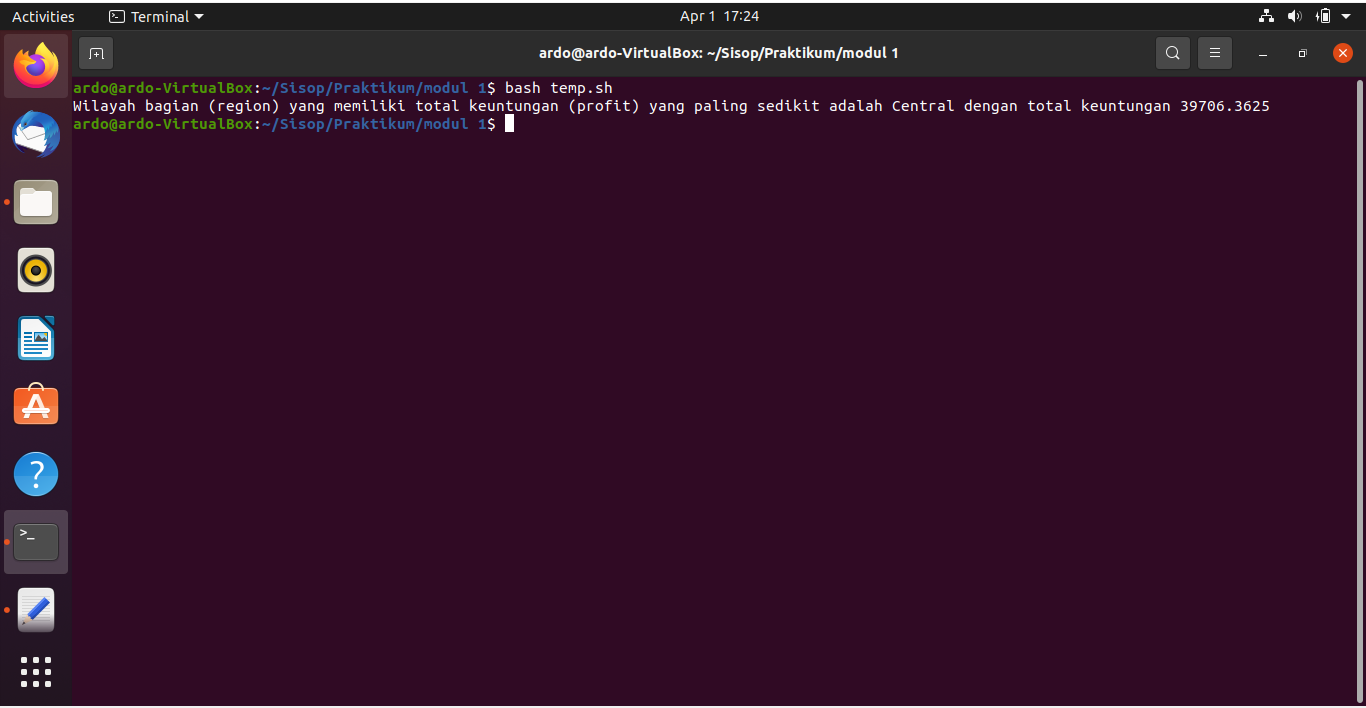 Activities Terminal Apr 1 17:24
ardo@ardo-VirtualBox: ~/Sisop/Praktikum/modul 1
ardo@ardo-VirtualBox:~/Sisop/Praktikum/modul 1$ bash temp.sh
Wilayah bagian (region) yang memiliki total keuntungan (profit) yang paling sedikit adalah Central dengan total keuntungan 39706.3625
ardo@ardo-VirtualBox:~/Sisop/Praktikum/modul 1$